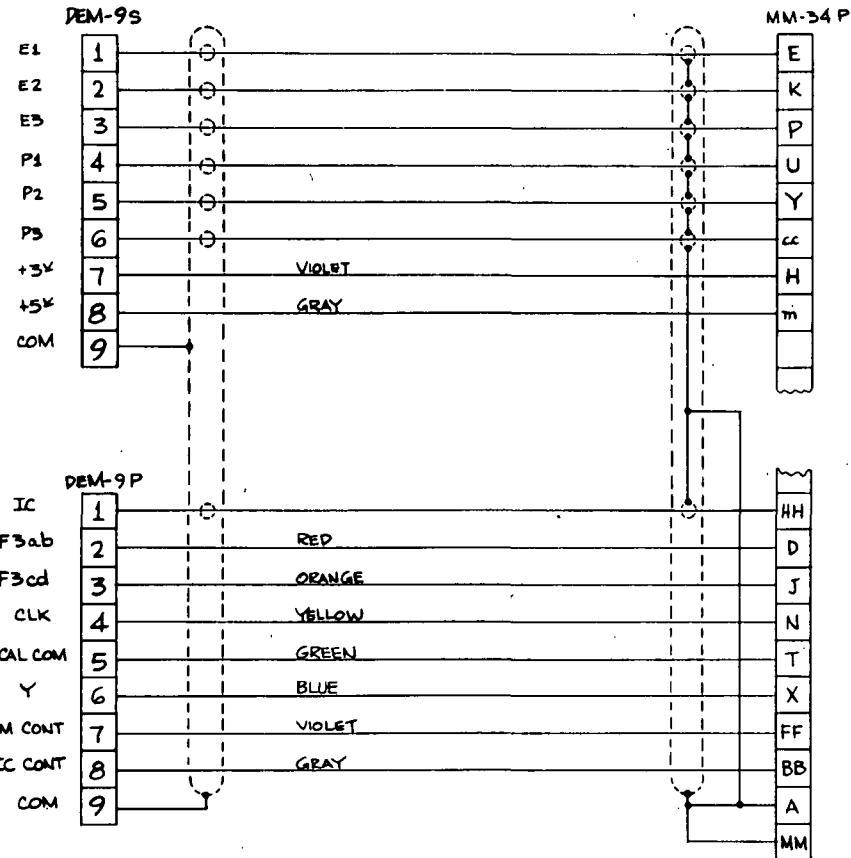 DEM-9S MM-34 P
E1 1 E
E2 2 K
E3 3 P
P1 4 U
P2 5 Y
P3 6 cc
+3V 7 VIOLET H
+5V 8 GRAY m
COM 9
DEM-9P
IC 1 HH
F3ab 2 RED D
F3cd 3 ORANGE J
CLK 4 YELLOW N
CAL COM 5 GREEN T
Y 6 BLUE X
M CONT 7 VIOLET FF
IC CONT 8 GRAY BB
COM 9 A
MM